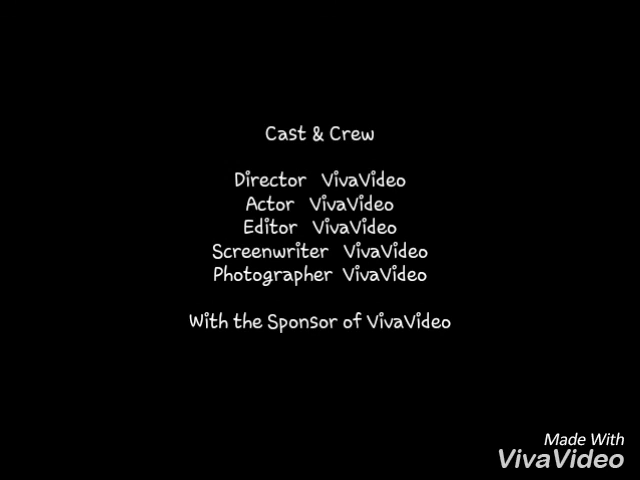 Cast & Crew
Director VivaVideo
Actor VivaVideo
Editor VivaVideo
Screenwriter VivaVideo
Photographer VivaVideo
With the Sponsor of VivaVideo
Made With
VivaVideo